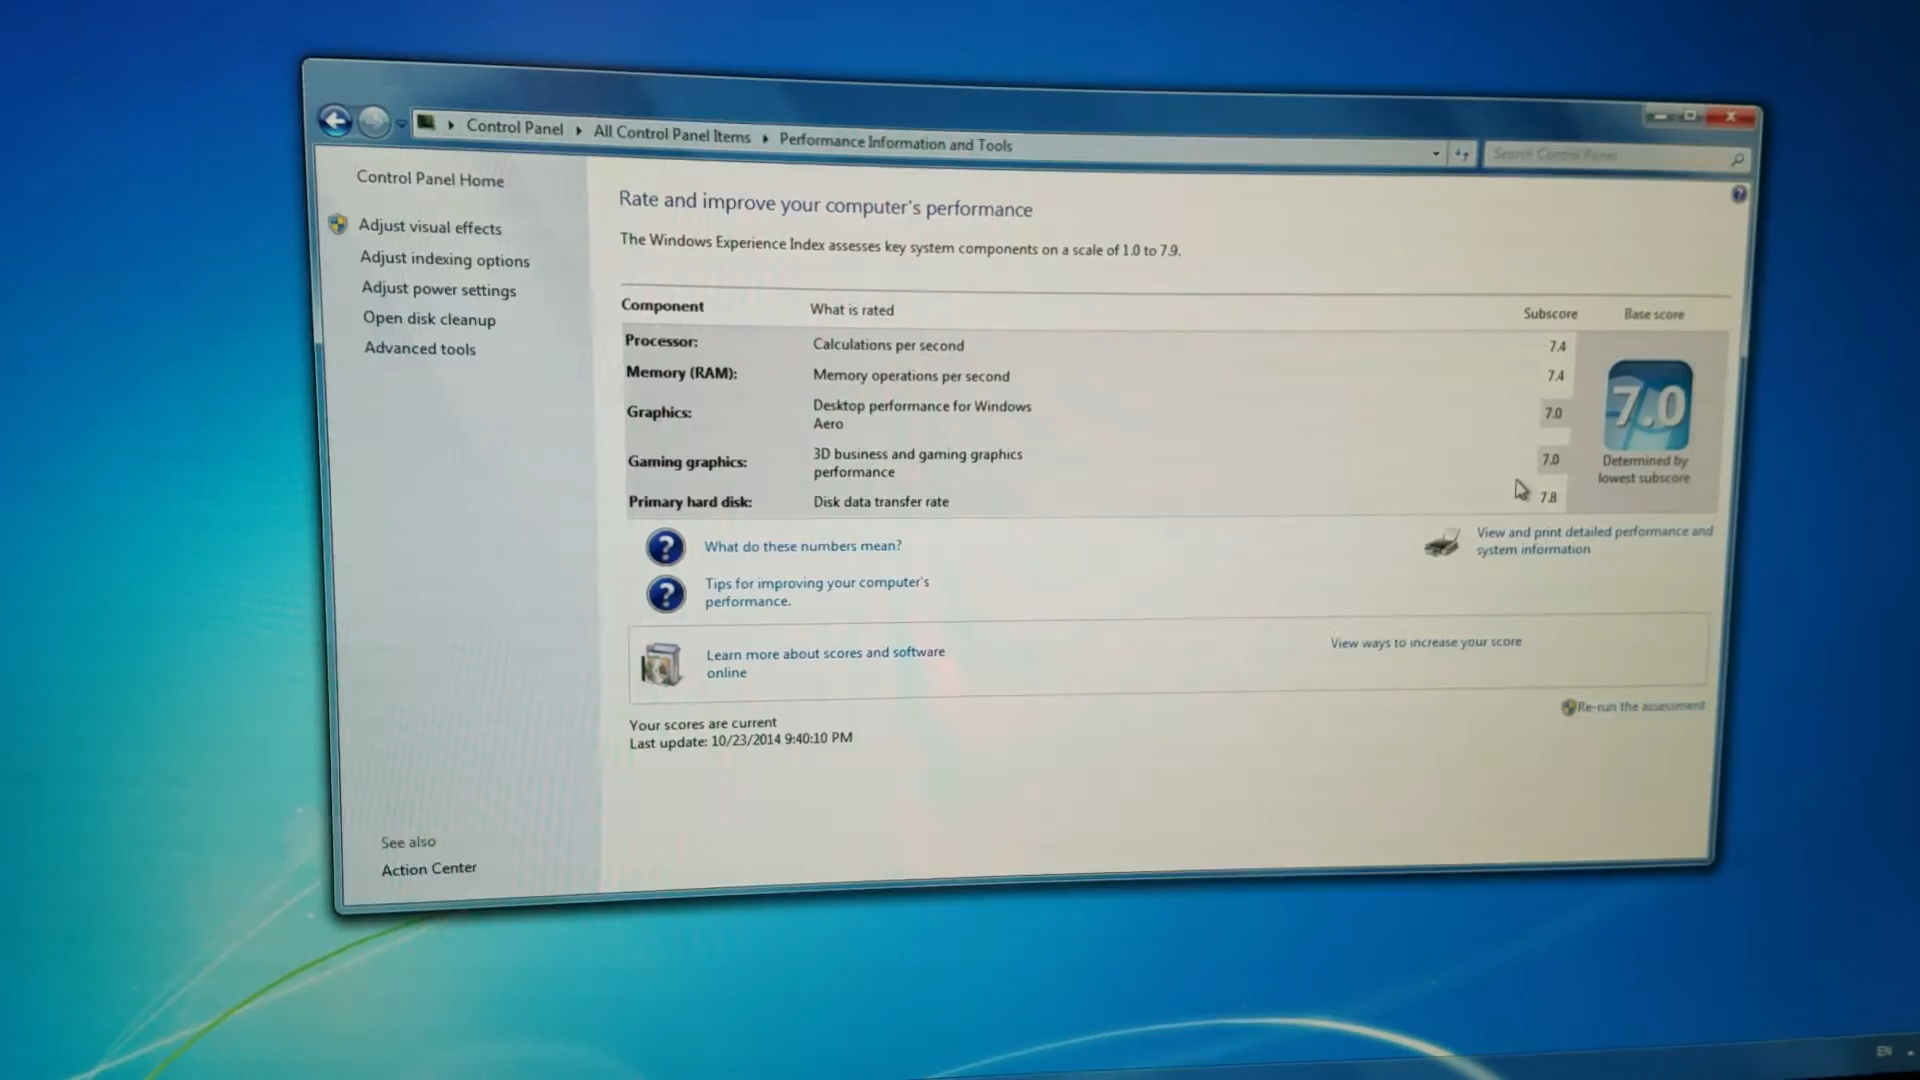 Control Panel
All Control Panel Items
Performance Information and Tools
Search Control Panel
Control Panel Home
Adjust visual effects
Adjust indexing options
Adjust power settings
Open disk cleanup
Advanced tools
See also
Action Center
Rate and improve your computer's performance
The Windows Experience Index assesses key system components on a scale of 1.0 to 7.9.
Component What is rated Subscore Base score
Processor: Calculations per second 7.4
Memory (RAM): Memory operations per second 7.4
Graphics: Desktop performance for Windows
Aero 7.0
Gaming graphics: 3D business and gaming graphics
performance 7.0
Primary hard disk: Disk data transfer rate 7.8
7.0
Determined by
lowest subscore
What do these numbers mean?
Tips for improving your computer's
performance.
View and print detailed performance and
system information
Learn more about scores and software
online
View ways to increase your score
Your scores are current
Last update: 10/23/2014 9:40:10 PM
Re-run the assessment
EN